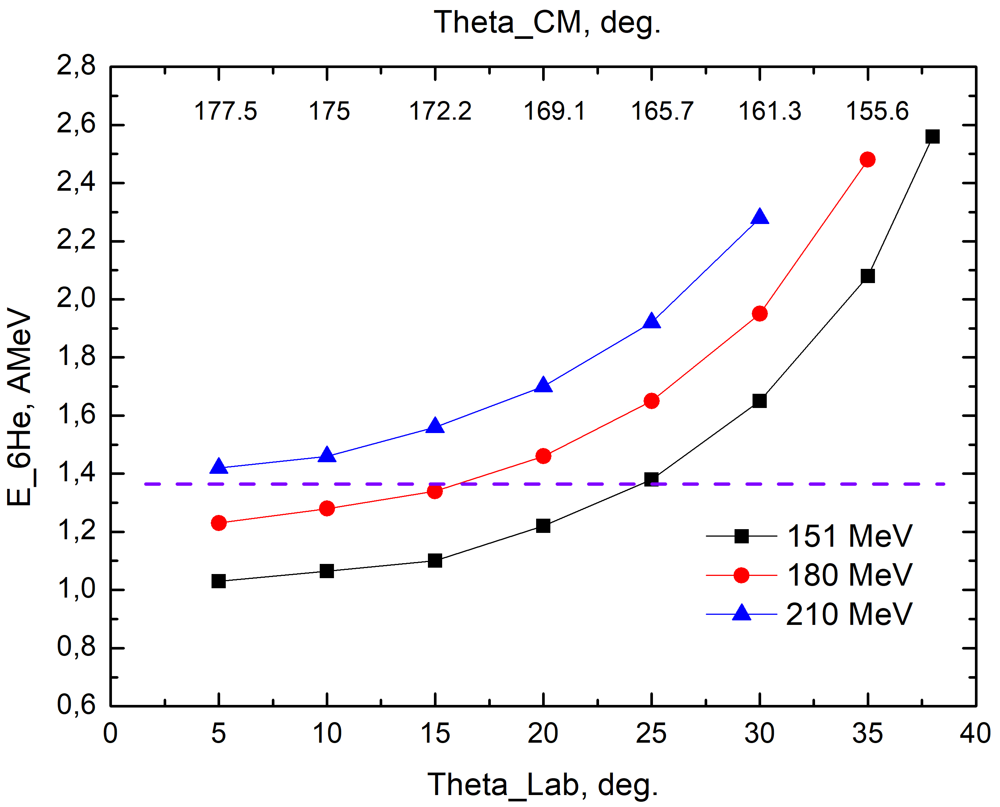 Theta_CM, deg.
2,8
177.5 175 172.2 169.1 165.7 161.3 155.6
2,6
2,4
2,2
2,0
1,8
1,6
1,4
1,2
1,0
0,8
0,6
E_6He, AMeV
151 MeV
180 MeV
210 MeV
0 5 10 15 20 25 30 35 40
Theta_Lab, deg.